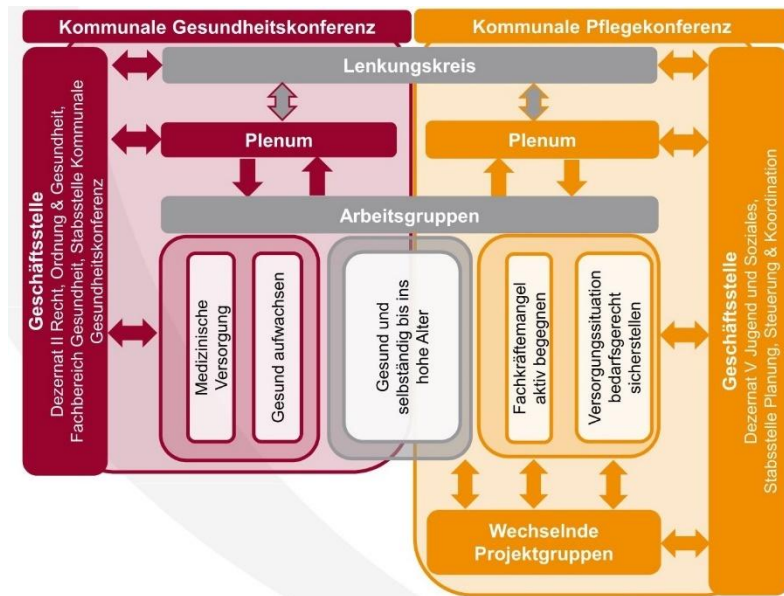 Kommunale Gesundheitskonferenz
Kommunale Pflegekonferenz
Geschäftsstelle
Dezernat II Recht, Ordnung & Gesundheit,
Fachbereich Gesundheit, Stabsstelle Kommunale
Gesundheitskonferenz
Lenkungskreis
Plenum
Plenum
Arbeitsgruppen
Medizinische
Versorgung
Gesund aufwachsen
Gesund und
selbständig bis ins
hohe Alter
Fachkräftemangel
aktiv begegnen
Versorgungssituation
bedarfsgerecht
sicherstellen
Wechselnde
Projektgruppen
Geschäftsstelle
Dezernat V Jugend und Soziales,
Stabsstelle Planung, Steuerung & Koordination